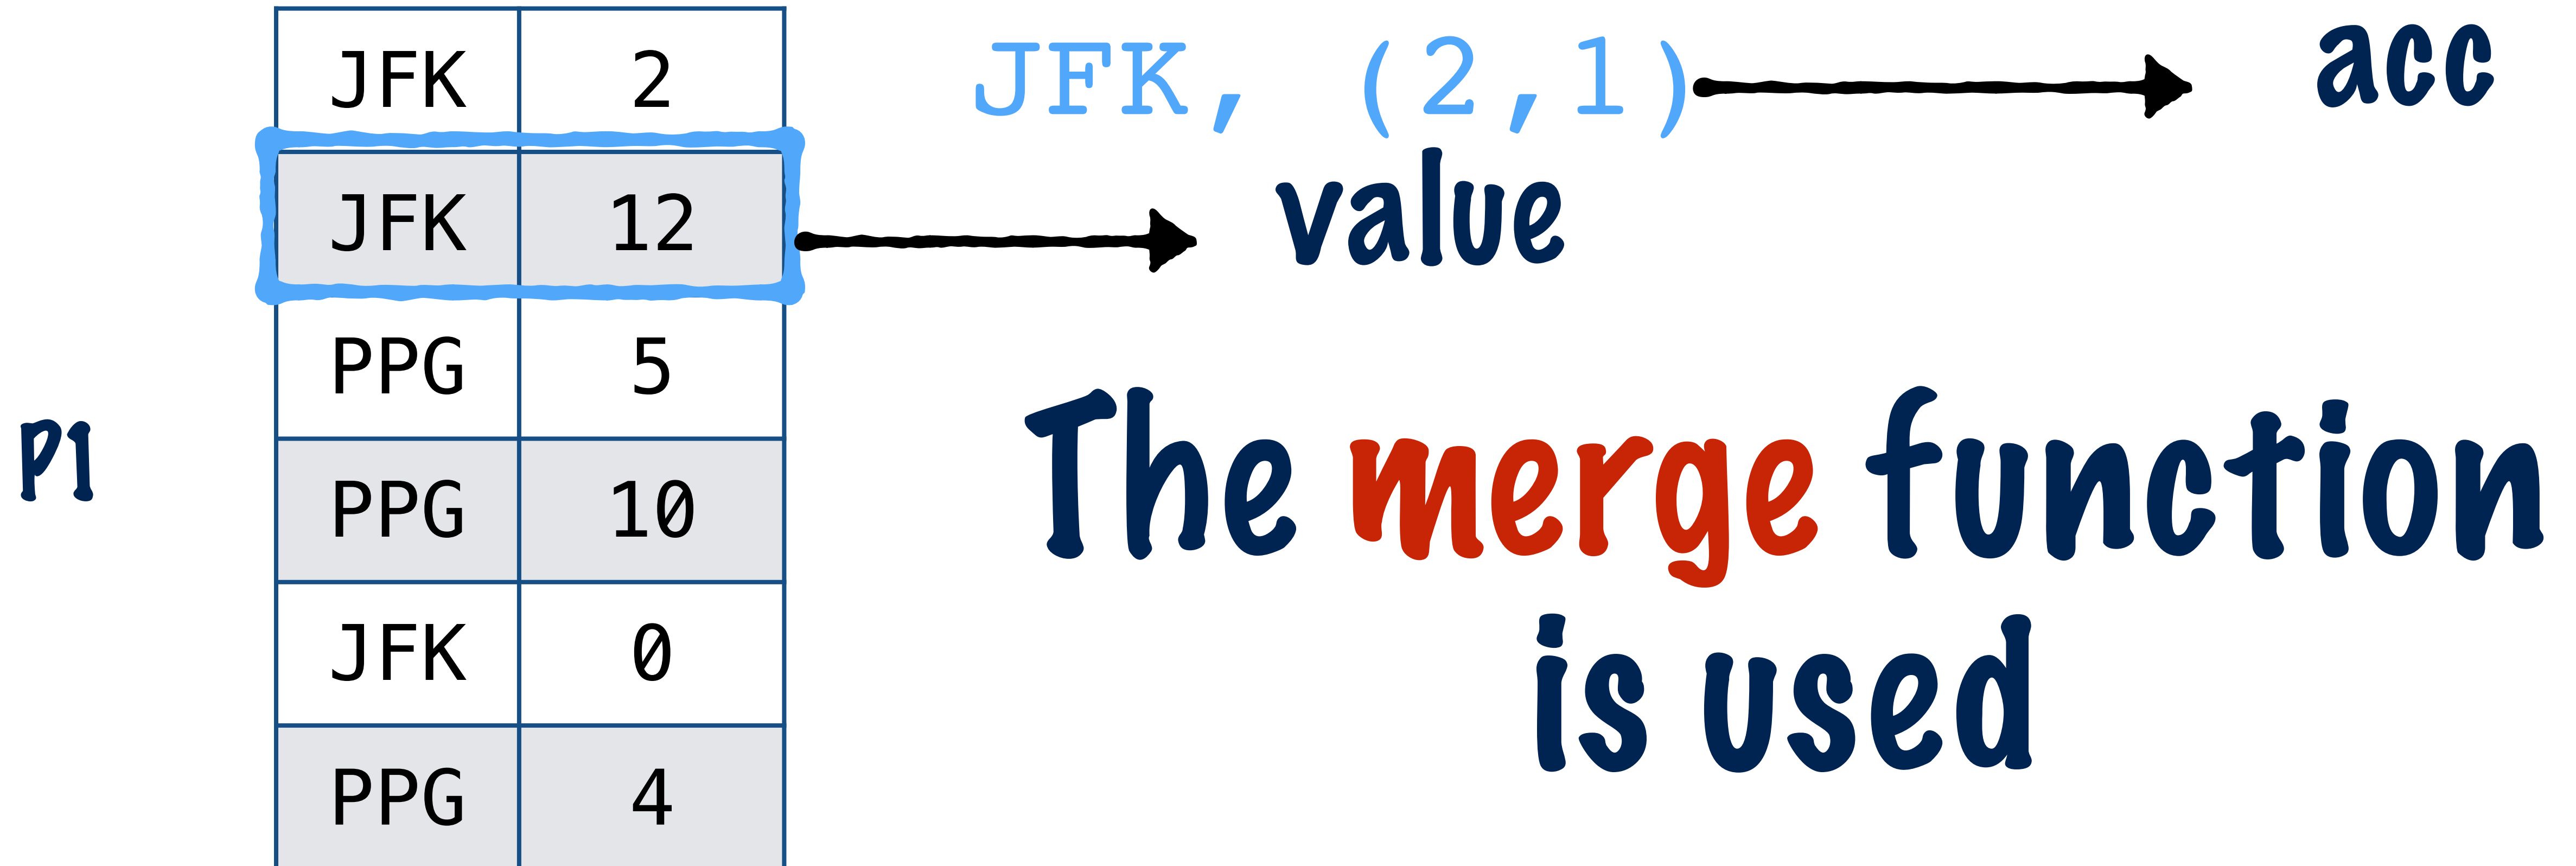 JFK 2 JFK, (2,1) acc
JFK 12 value
PPG 5
P1
PPG 10 The merge function
JFK 0 is used
PPG 4